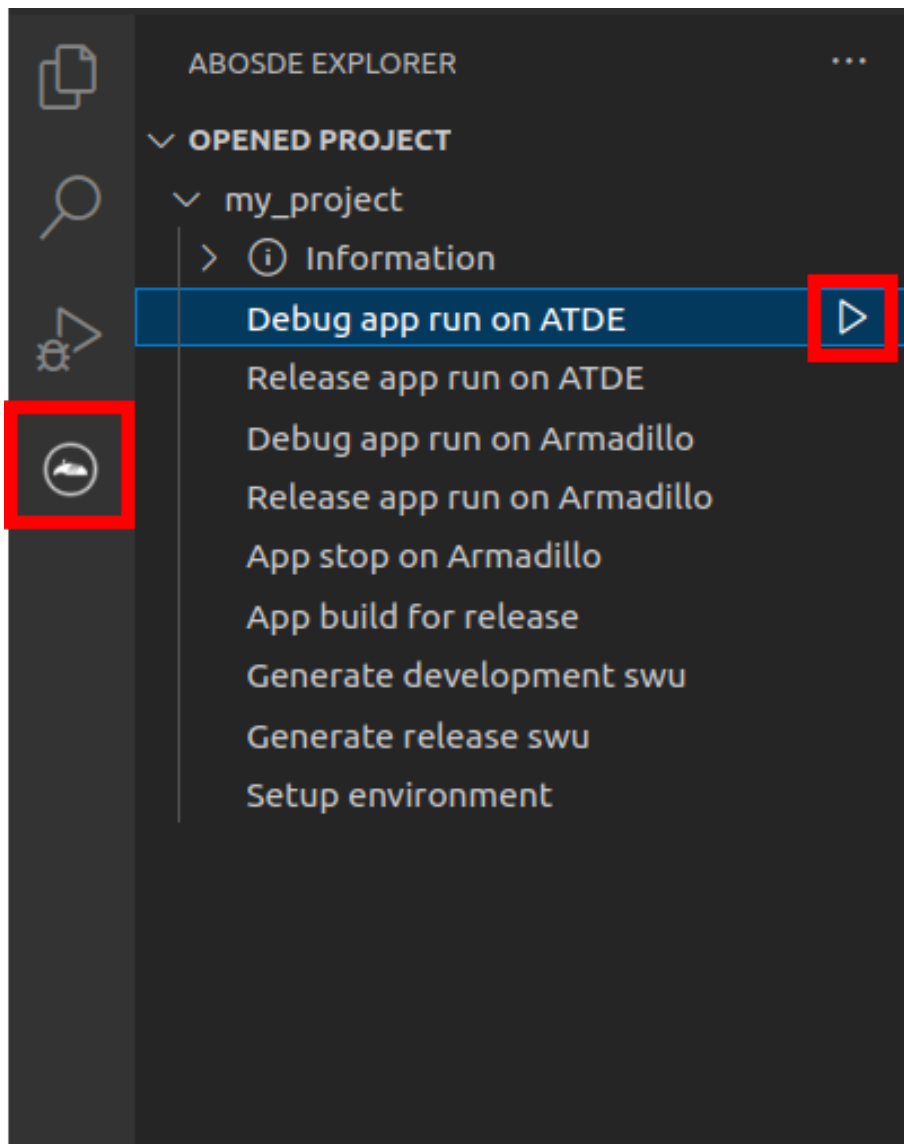 ABOSDE EXPLORER
OPENED PROJECT
my_project
Information
Debug app run on ATDE
Release app run on ATDE
Debug app run on Armadillo
Release app run on Armadillo
App stop on Armadillo
App build for release
Generate development swu
Generate release swu
Setup environment